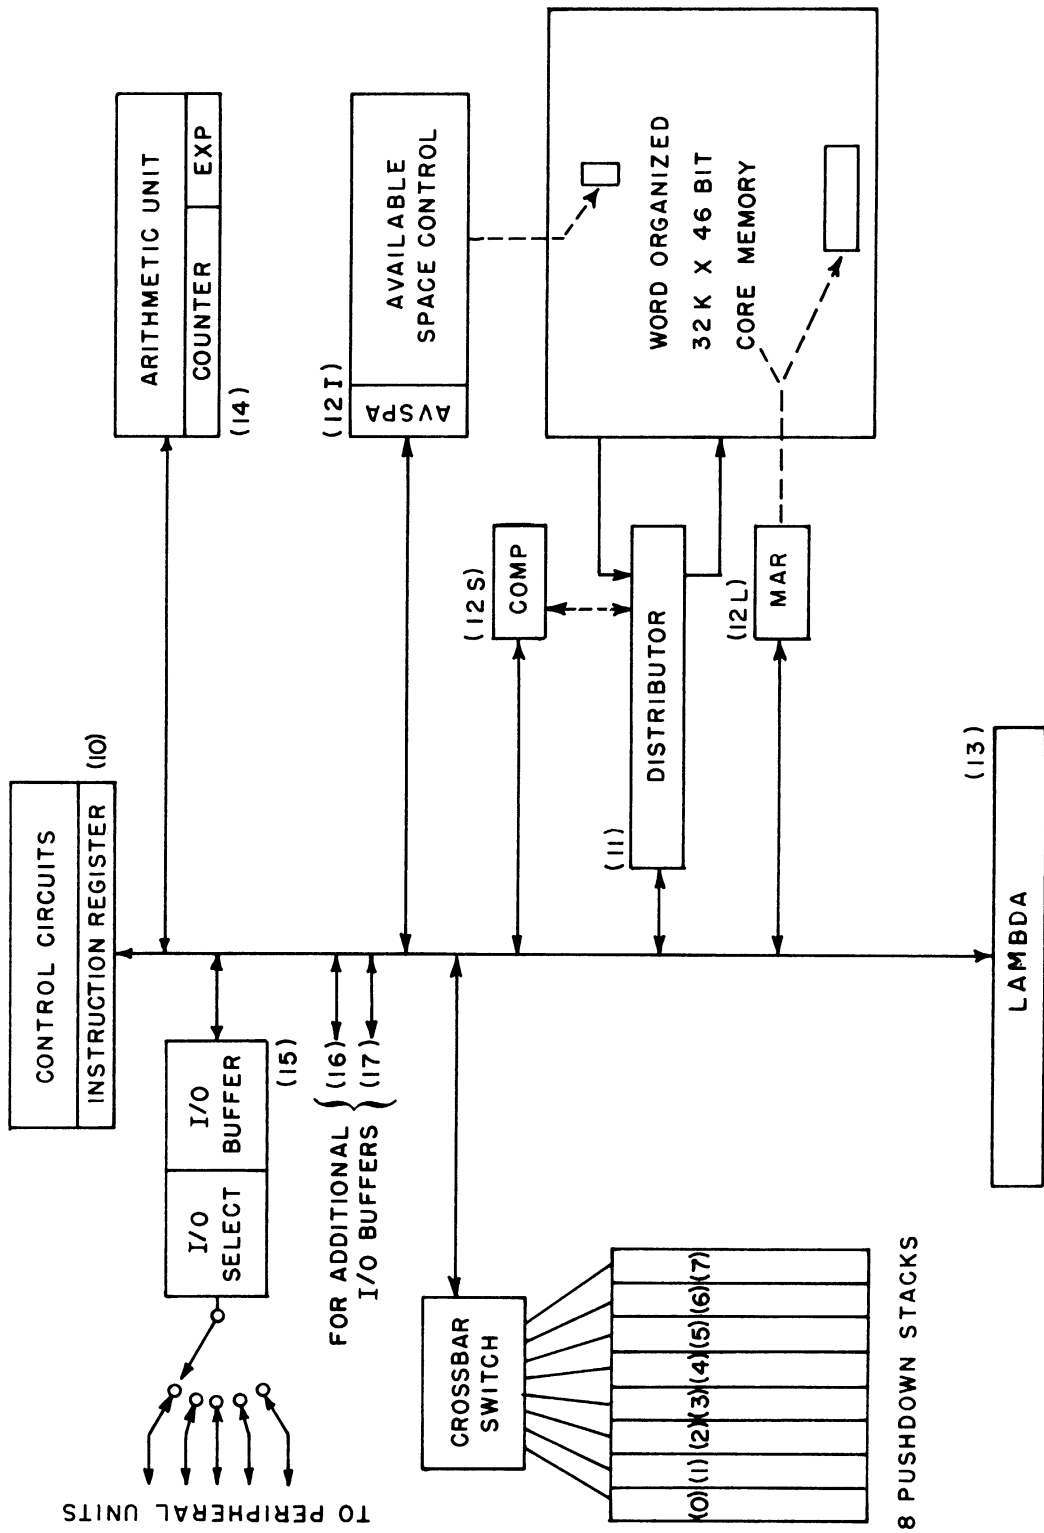 CONTROL CIRCUITS
INSTRUCTION REGISTER
(10)
ARITHMETIC UNIT
COUNTER
EXP
(14)
I/O
SELECT
I/O
BUFFER
(15)
TO PERIPHERAL UNITS
FOR ADDITIONAL
I/O BUFFERS
(16)
(17)
AVSPA
AVAILABLE
SPACE CONTROL
(12I)
CROSSBAR
SWITCH
(0)(1)(2)(3)(4)(5)(6)(7)
8 PUSHDOWN STACKS
(12S)
COMP
(11)
DISTRIBUTOR
(12L)
MAR
WORD ORGANIZED
32K X 46 BIT
CORE MEMORY
(13)
LAMBDA